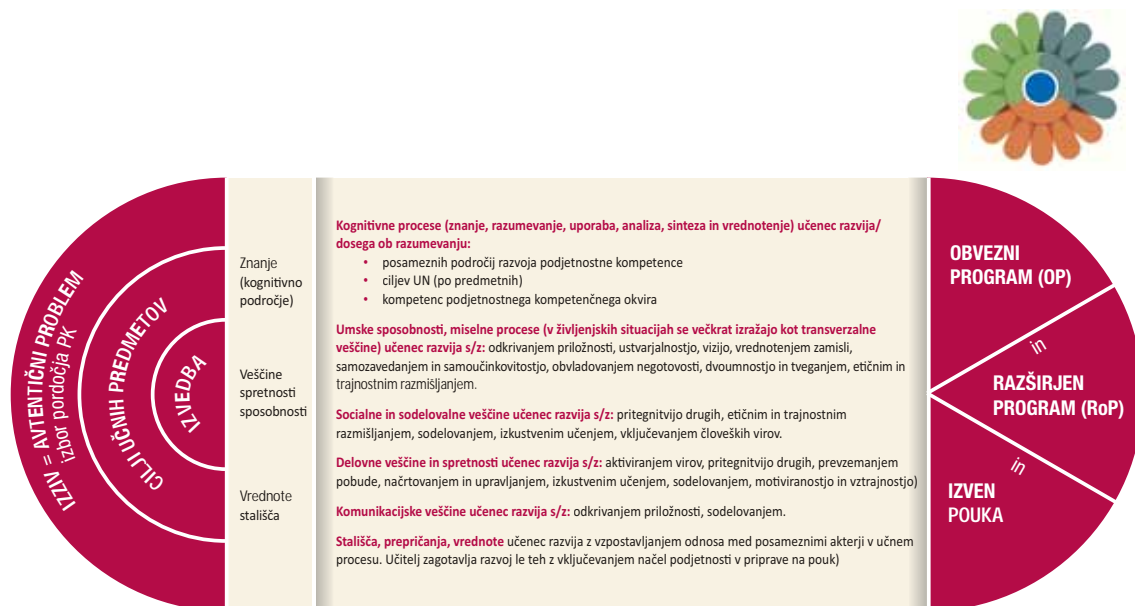 IZZIV = AVTENTIČNI PROBLEM
izbor pordočja PK
CILJI UČNIH PREDMETOV
IZVEDBA
Znanje
(kognitivno
področje)
Veščine
spretnosti
sposobnosti
Vrednote
stališča
Kognitivne procese (znanje, razumevanje, uporaba, analiza, sinteza in vrednotenje) učenec razvija/
dosega ob razumevanju:
• posameznih področij razvoja podjetnostne kompetence
• ciljev UN (po predmetnih)
• kompetenc podjetnostnega kompetenčnega okvira
Umske sposobnosti, miselne procese (v življenjskih situacijah se večkrat izražajo kot transverzalne
veščine) učenec razvija s/z: odkrivanjem priložnosti, ustvarjalnostjo, vizijo, vrednotenjem zamisli,
samozavedanjem in samoučinkovitostjo, obvladovanjem negotovosti, dvoumnostjo in tveganjem, etičnim in
trajnostnim razmišljanjem.
Socialne in sodelovalne veščine učenec razvija s/z: pritegnitvijo drugih, etičnim in trajnostnim
razmišljanjem, sodelovanjem, izkustvenim učenjem, vključevanjem človeških virov.
Delovne veščine in spretnosti učenec razvija s/z: aktiviranjem virov, pritegnitvijo drugih, prevzemanjem
pobude, načrtovanjem in upravljanjem, izkustvenim učenjem, sodelovanjem, motiviranostjo in vztrajnostjo)
Komunikacijske veščine učenec razvija s/z: odkrivanjem priložnosti, sodelovanjem.
Stališča, prepričanja, vrednote učenec razvija z vzpostavljanjem odnosa med posameznimi akterji v učnem
procesu. Učitelj zagotavlja razvoj le teh z vključevanjem načel podjetnosti v priprave na pouk)
OBVEZNI
PROGRAM (OP)
in
RAZŠIRJEN
PROGRAM (RoP)
in
IZVEN
POUKA